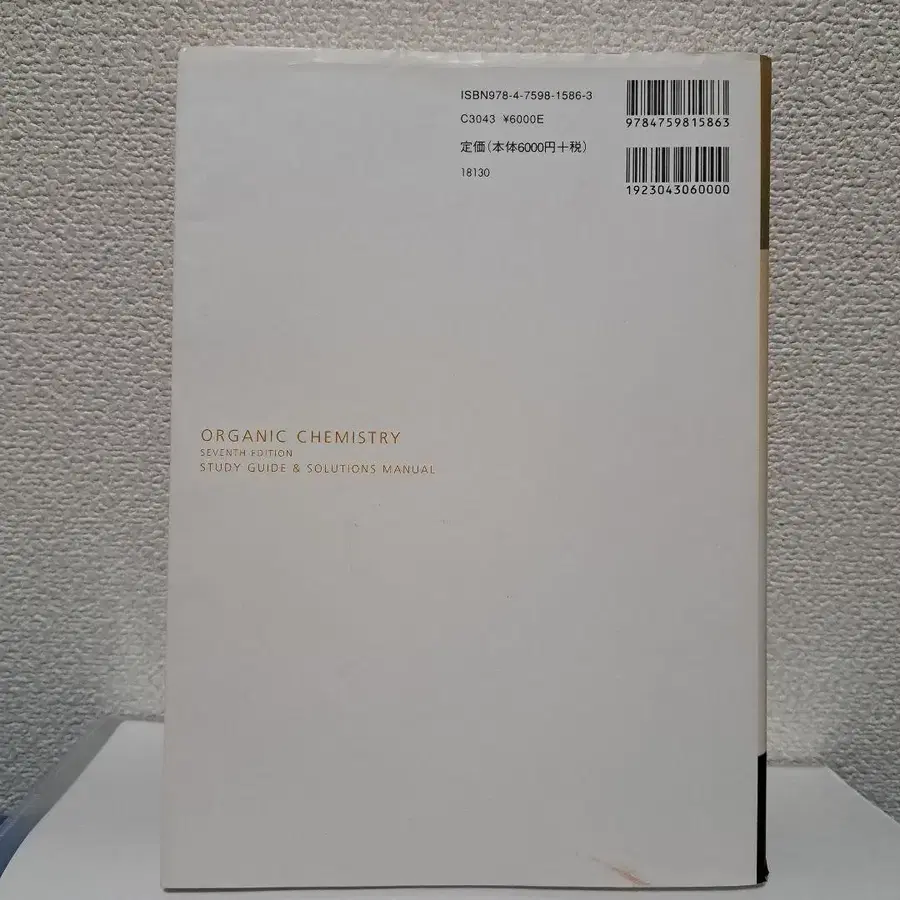 ISBN978-4-7598-1586-3
C3043 ¥6000E
定価(本体6000円+税)
18130
9784759815863
1923043060000
ORGANIC CHEMISTRY
SEVENTH EDITION
STUDY GUIDE & SOLUTIONS MANUAL